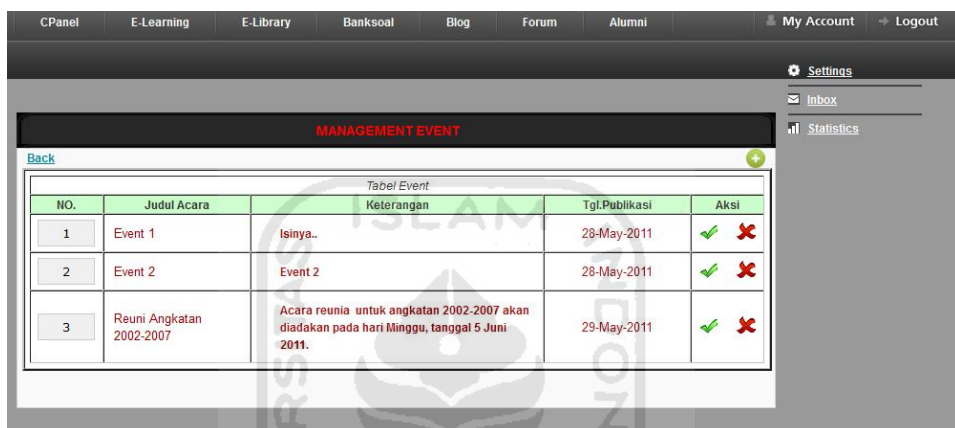 CPanel E-Learning E-Library Banksoal Blog Forum Alumni My Account Logout
Settings
Inbox
Statistics
MANAGEMENT EVENT
Back
Tabel Event
NO. Judul Acara Keterangan Tgl.Publikasi Aksi
1 Event 1 Isinya.. 28-May-2011
2 Event 2 Event 2 28-May-2011
3 Reuni Angkatan 2002-2007 Acara reunia untuk angkatan 2002-2007 akan
diadakan pada hari Minggu, tanggal 5 Juni 29-May-2011
2011.
ISLAM